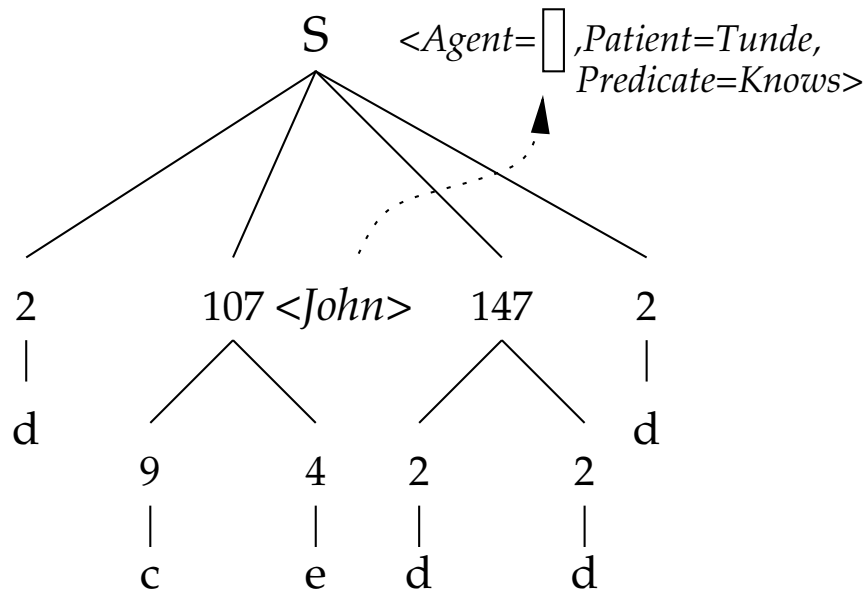 S <Agent= ,Patient=Tunde,
Predicate=Knows>
2 107 <John> 147 2
d d
9 4 2 2
c e d d